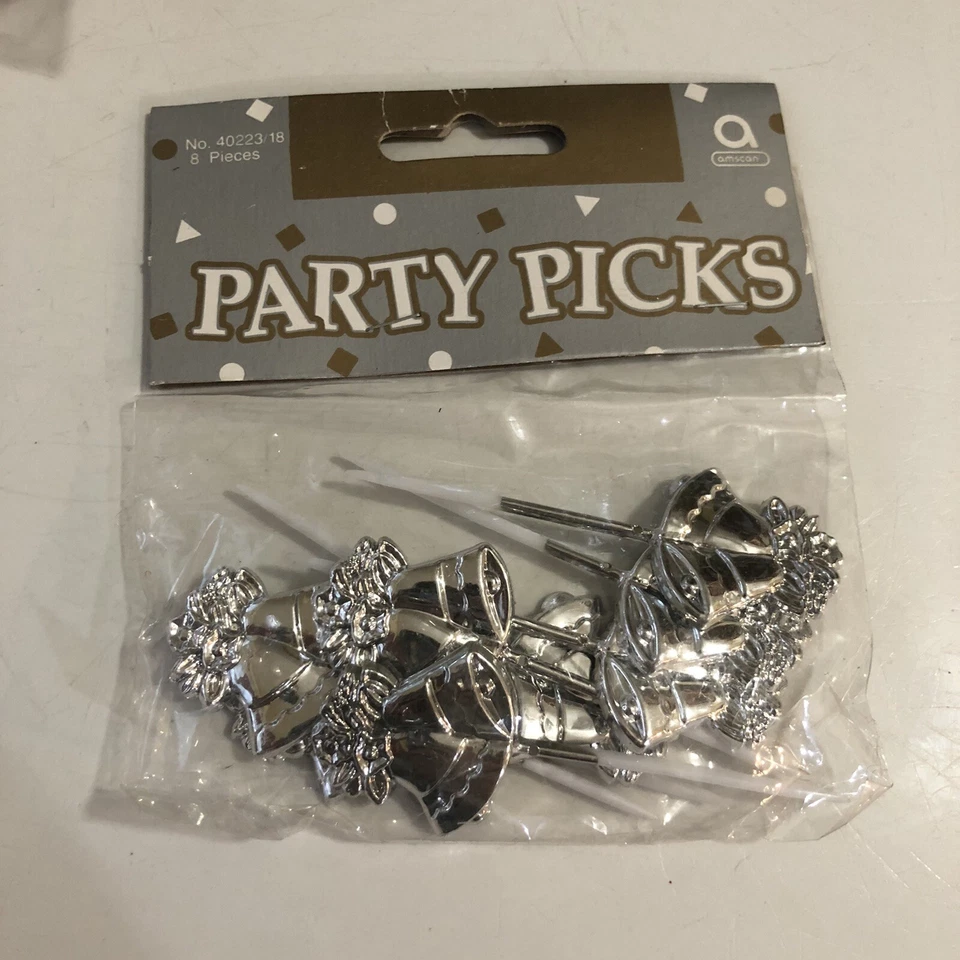 No. 40223/18
8 Pieces
a
amscan
PARTY PICKS